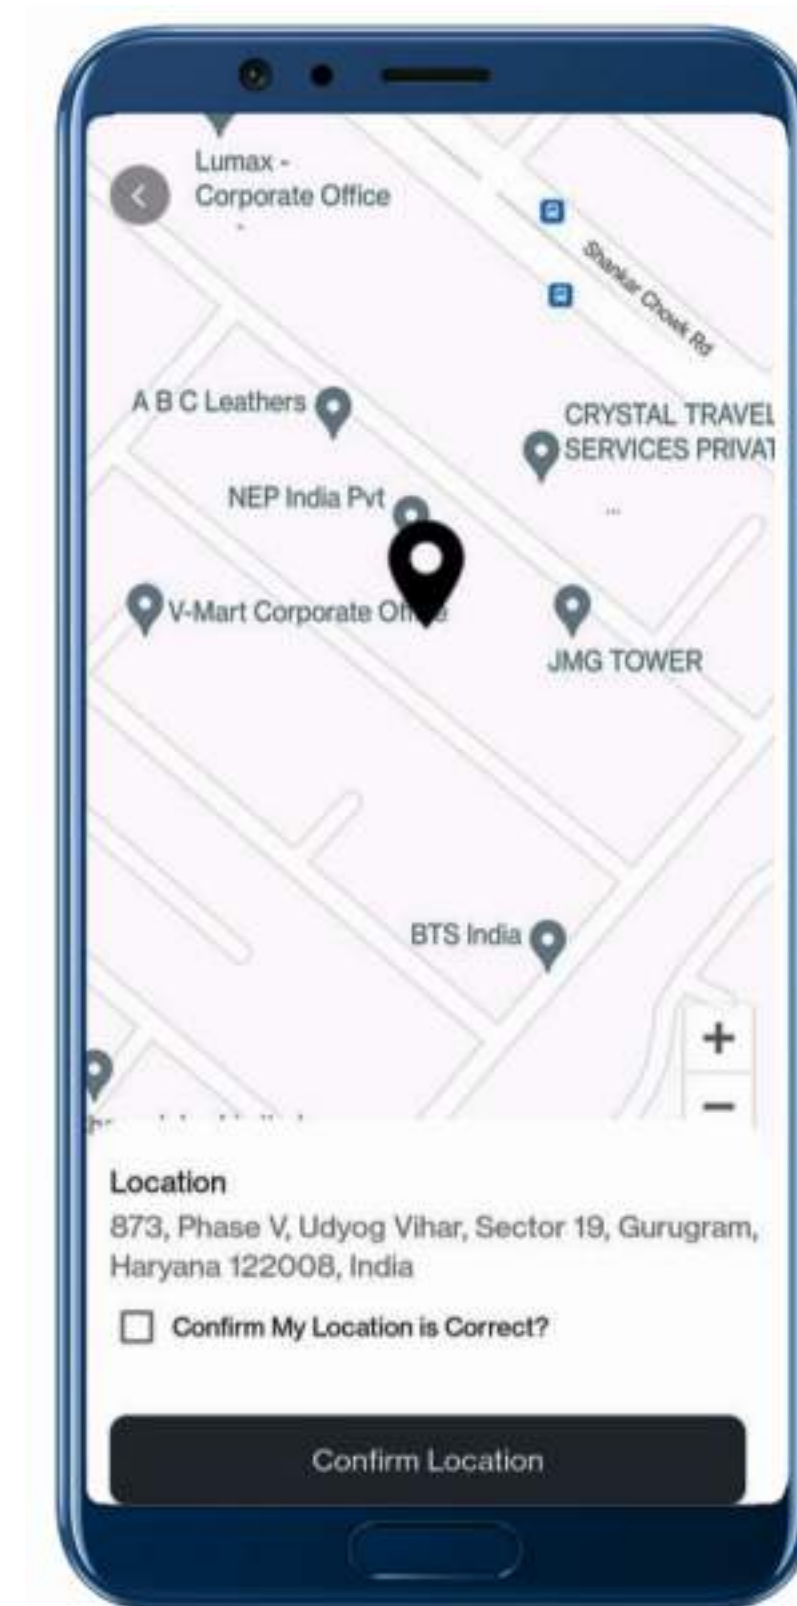 Lumax -
Corporate Office
Shankar Chowk Rd
A B C Leathers
CRYSTAL TRAVEL
SERVICES PRIVAT
...
NEP India Pvt
V-Mart Corporate Office
JMG TOWER
BTS India
+
−
Location
873, Phase V, Udyog Vihar, Sector 19, Gurugram,
Haryana 122008, India
Confirm My Location is Correct?
Confirm Location